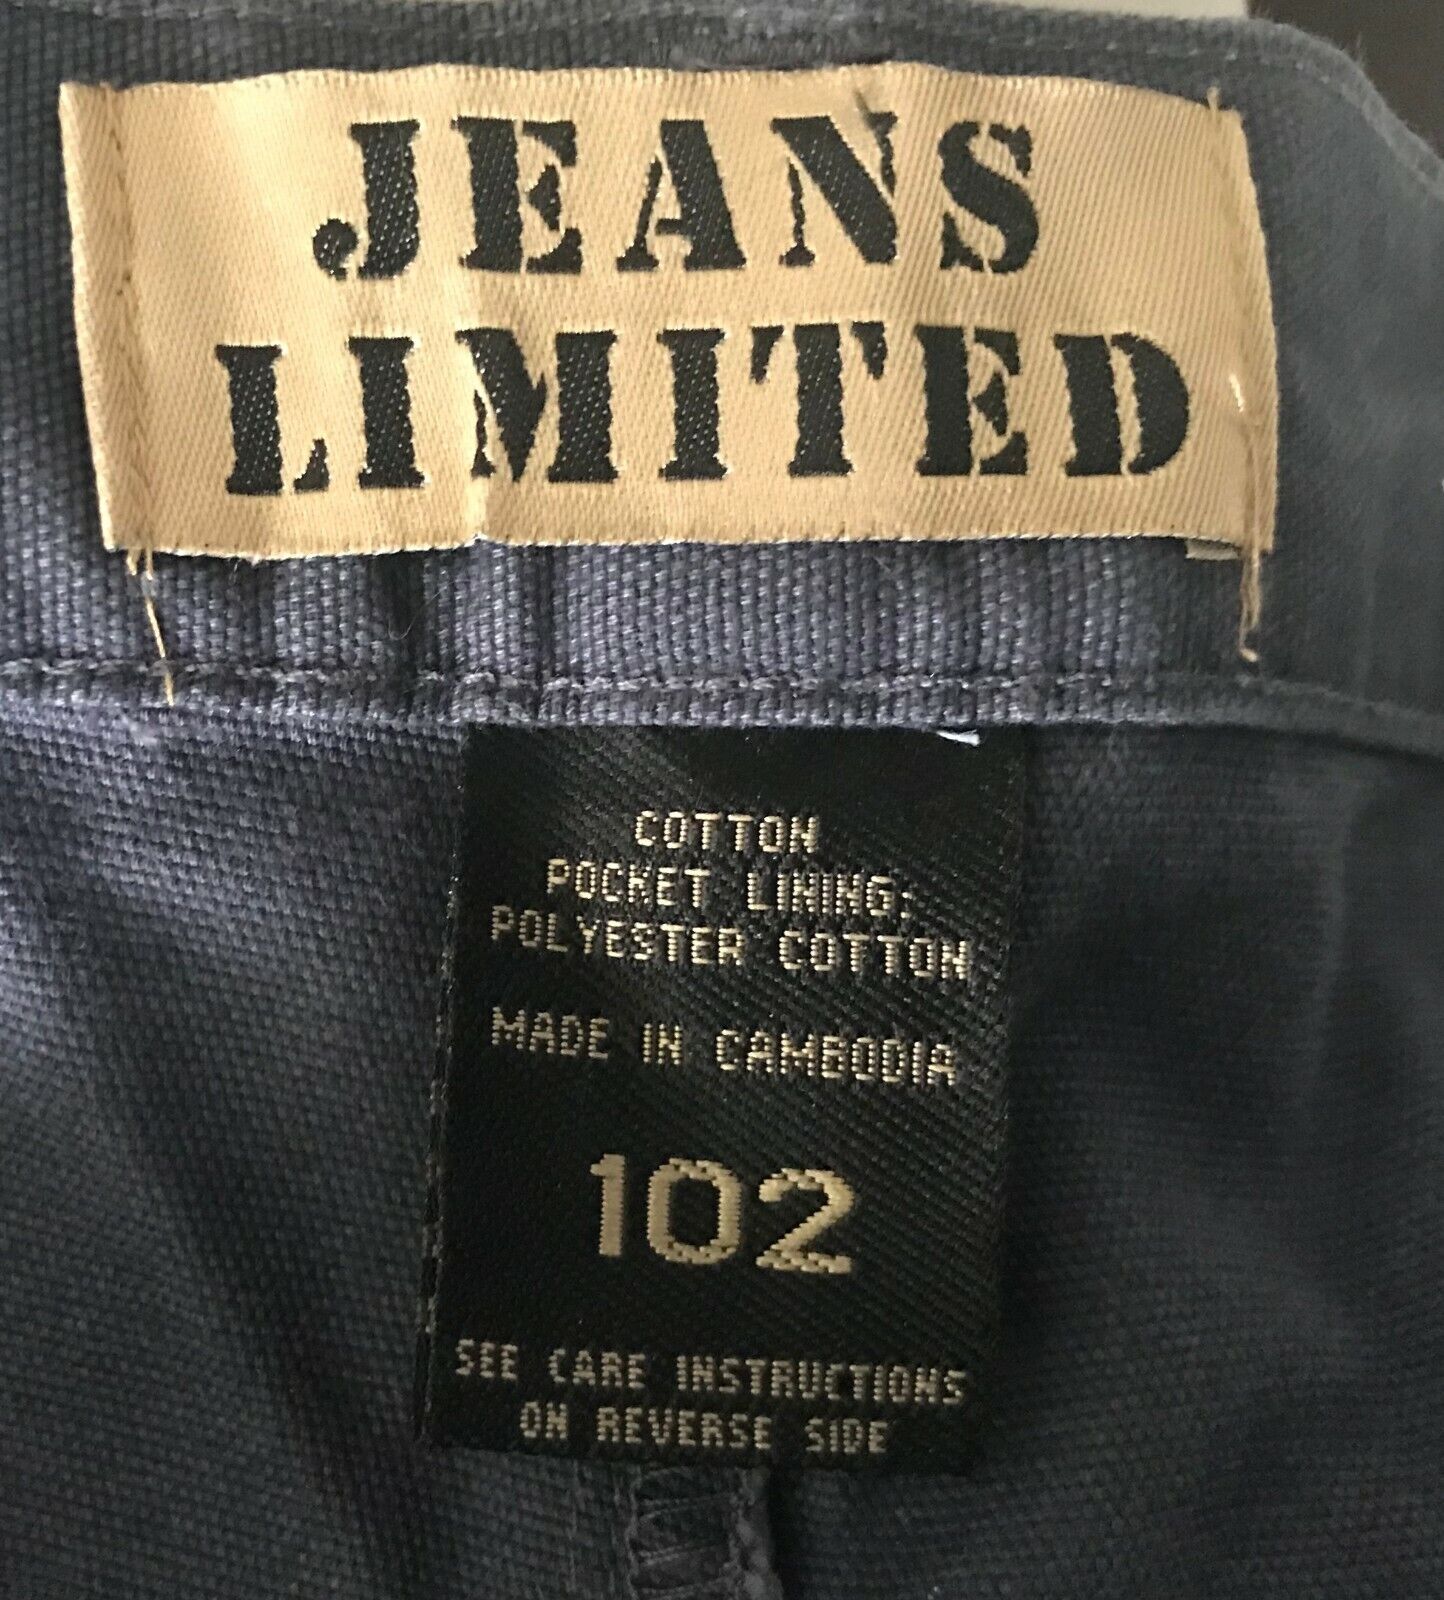 JEANS
LIMITED
COTTON
POCKET LINING:
POLYESTER COTTON
MADE IN CAMBODIA
102
SEE CARE INSTRUCTIONS
ON REVERSE SIDE